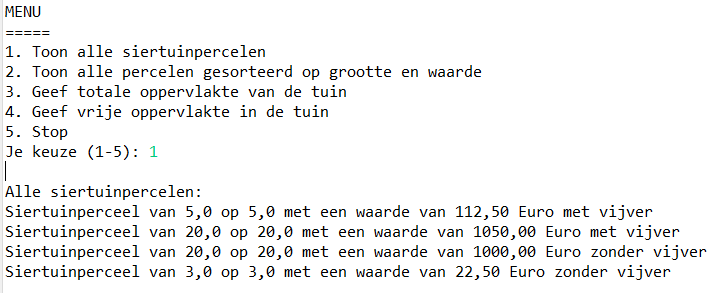 MENU
=====
1. Toon alle siertuinpercelen
2. Toon alle percelen gesorteerd op grootte en waarde
3. Geef totale oppervlakte van de tuin
4. Geef vrije oppervlakte in de tuin
5. Stop
Je keuze (1-5): 1
Alle siertuinpercelen:
Siertuinperceel van 5,0 op 5,0 met een waarde van 112,50 Euro met vijver
Siertuinperceel van 20,0 op 20,0 met een waarde van 1050,00 Euro met vijver
Siertuinperceel van 20,0 op 20,0 met een waarde van 1000,00 Euro zonder vijver
Siertuinperceel van 3,0 op 3,0 met een waarde van 22,50 Euro zonder vijver